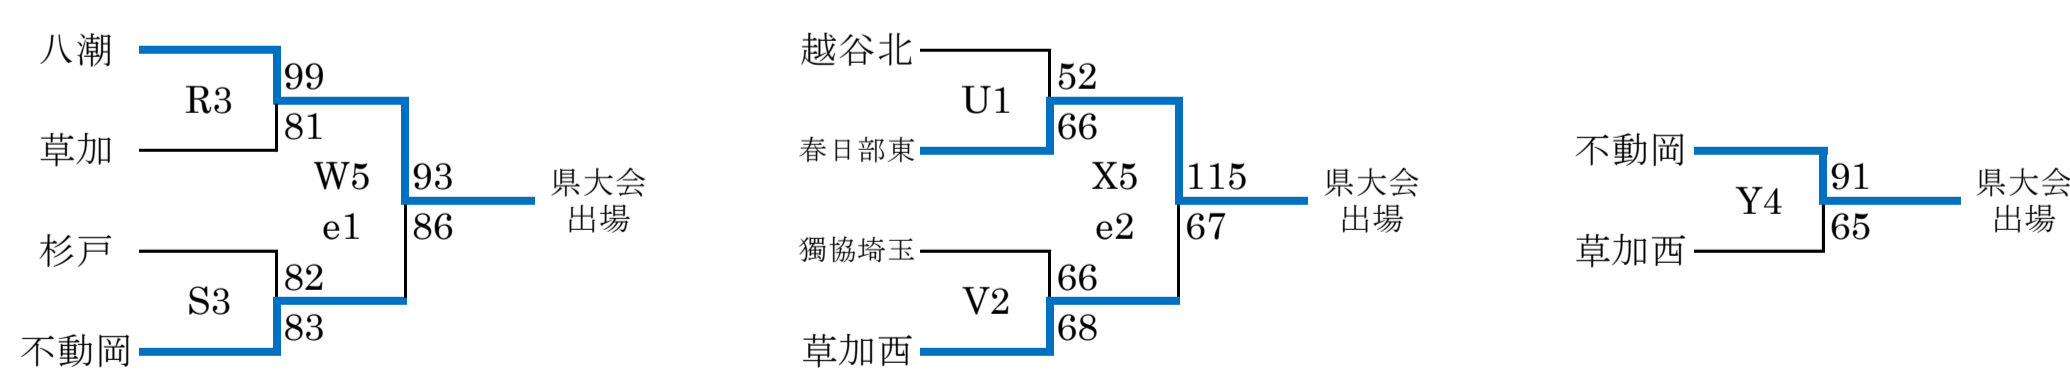 八潮
99
R3
81
草加
W5
93
県大会
出場
e1
86
杉戸
82
S3
83
不動岡
越谷北
52
U1
66
春日部東
X5
115
県大会
出場
e2
67
獨協埼玉
66
V2
68
草加西
不動岡
91
県大会
出場
Y4
65
草加西